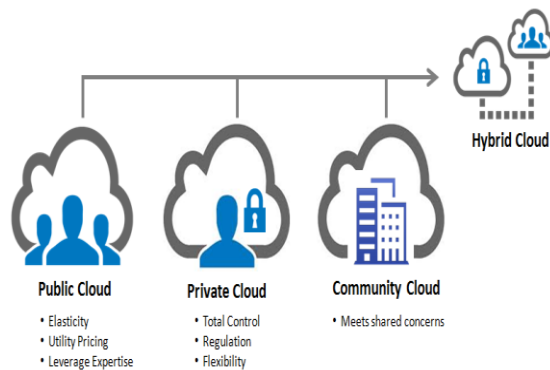 Hybrid Cloud
Public Cloud
• Elasticity
• Utility Pricing
• Leverage Expertise
Private Cloud
• Total Control
• Regulation
• Flexibility
Community Cloud
• Meets shared concerns